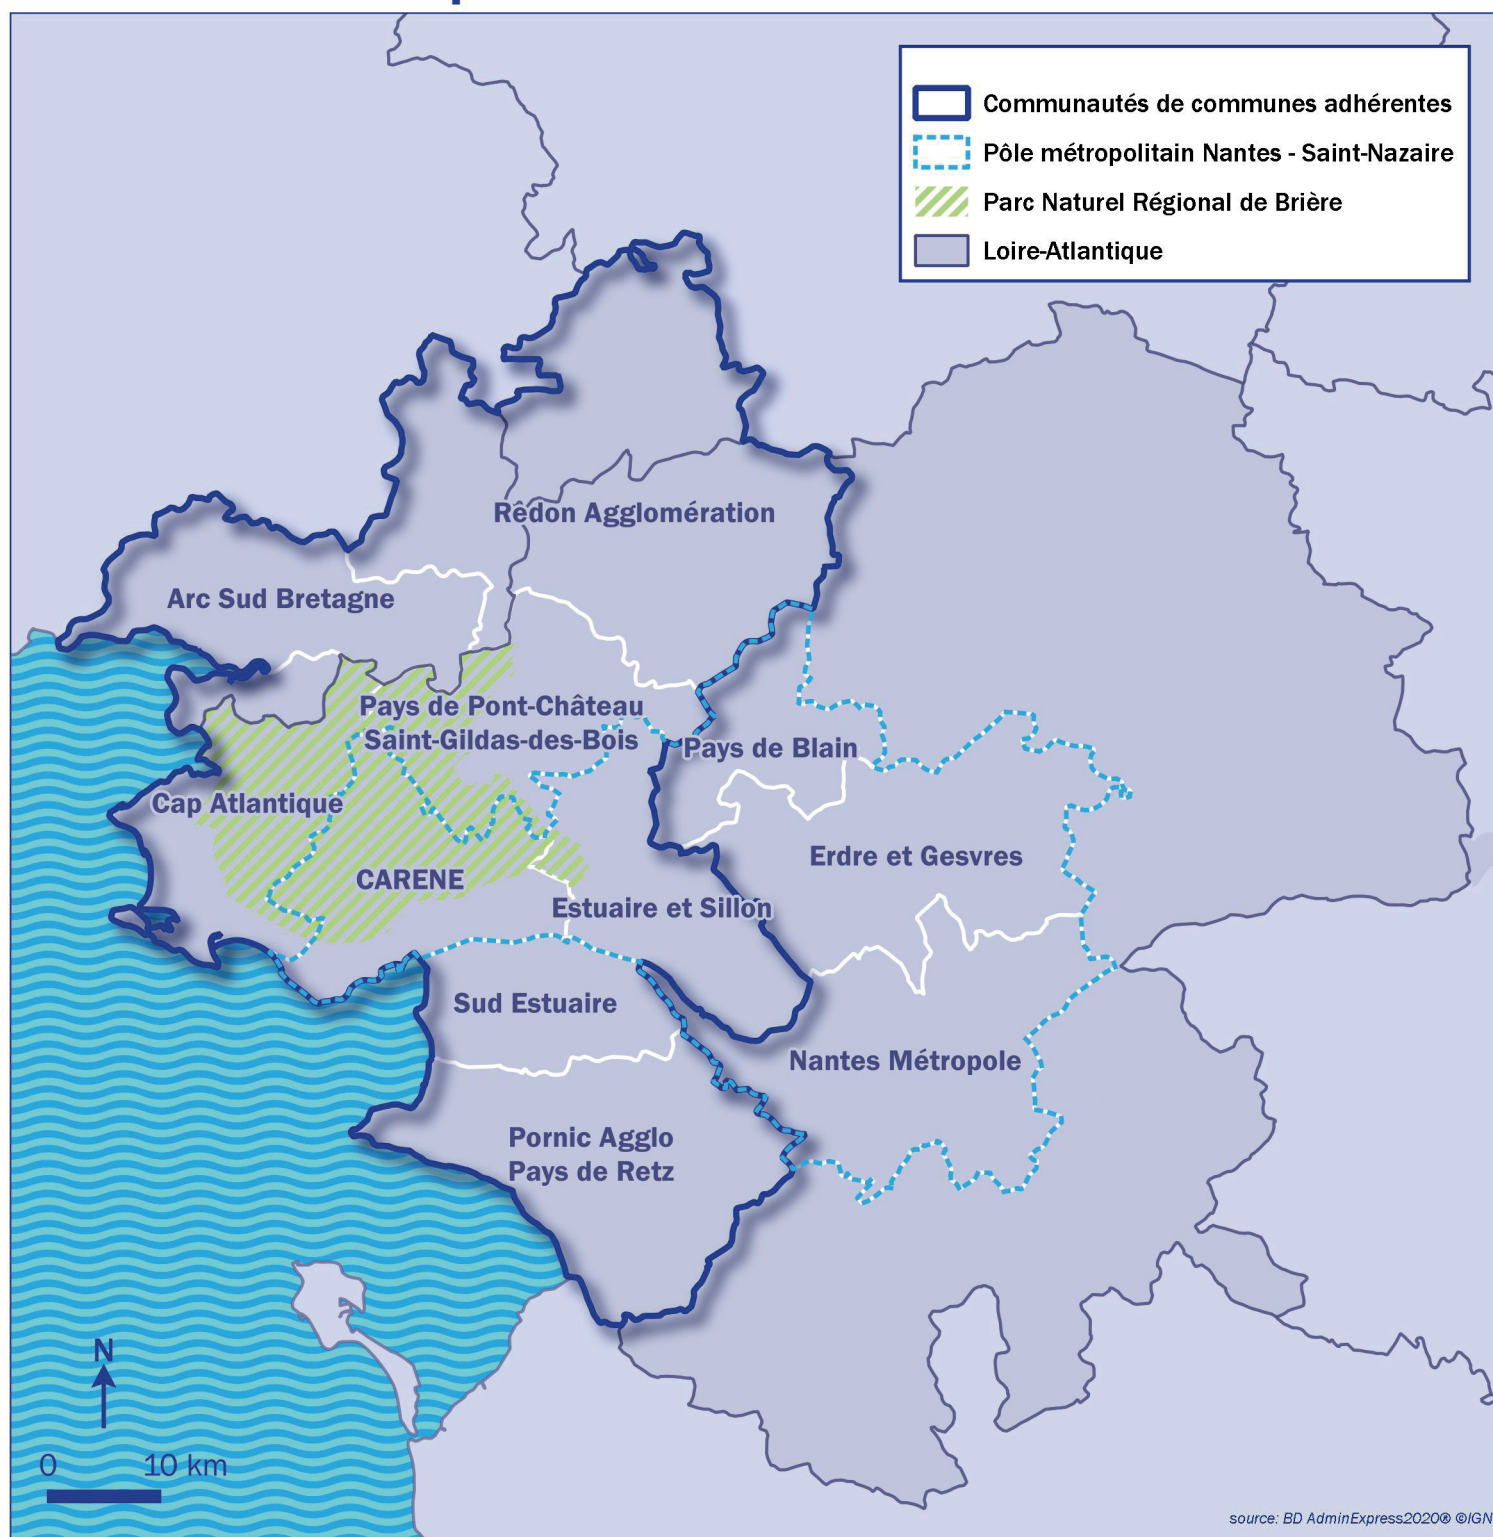 Communautés de communes adhérentes
Pôle métropolitain Nantes - Saint-Nazaire
Parc Naturel Régional de Brière
Loire-Atlantique
Redon Agglomération
Arc Sud Bretagne
Pays de Pont-Château
Saint-Gildas-des-Bois
Pays de Blain
Cap Atlantique
Erdre et Gesvres
CARENE
Estuaire et Sillon
Sud Estuaire
Nantes Métropole
Pornic Agglo
Pays de Retz
N
0 10 km
source: BD AdminExpress2020® ©IGN